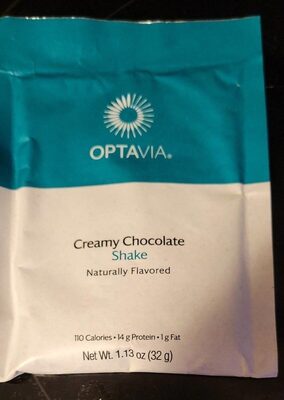 OPTAVIA®
Creamy Chocolate
Shake
Naturally Flavored
110 Calories • 14 g Protein • 1 g Fat
Net Wt. 1.13 oz (32 g)